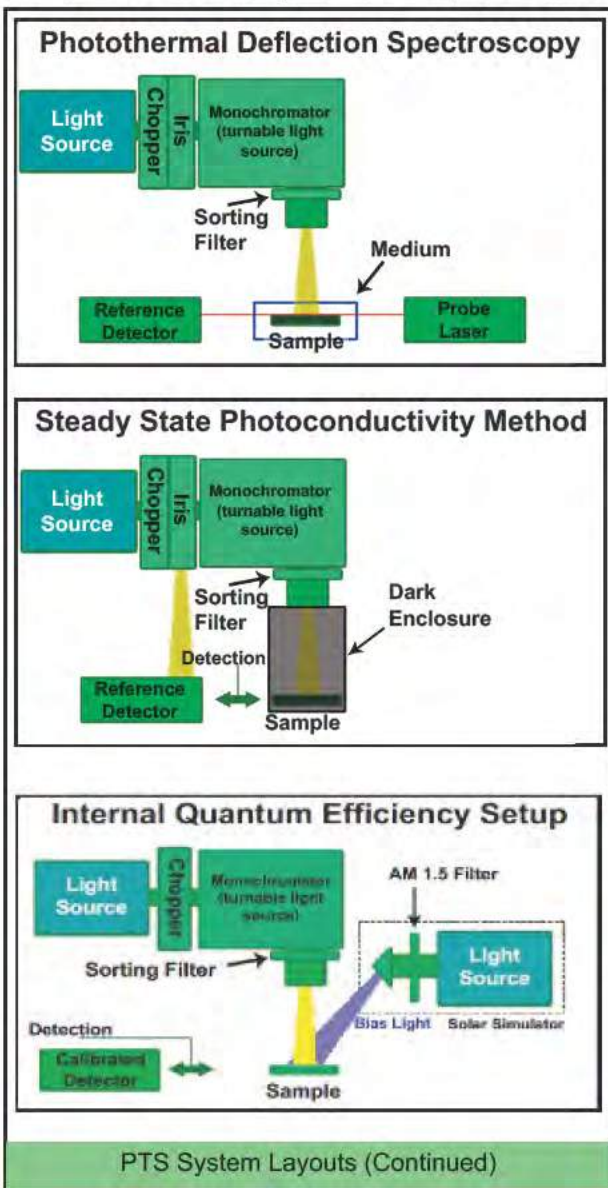 Photothermal Deflection Spectroscopy
Light
Source
Chopper
Iris
Monochromator
(turnable light
source)
Sorting
Filter
Medium
Reference
Detector
Sample
Probe
Laser
Steady State Photoconductivity Method
Light
Source
Chopper
Iris
Monochromator
(turnable light
source)
Sorting
Filter
Dark
Enclosure
Detection
Reference
Detector
Sample
Internal Quantum Efficiency Setup
Light
Source
Chopper
Monochromator
(turnable light
source)
AM 1.5 Filter
Light
Source
Sorting Filter
Bias Light
Solar Simulator
Detection
Calibrated
Detector
Sample
PTS System Layouts (Continued)